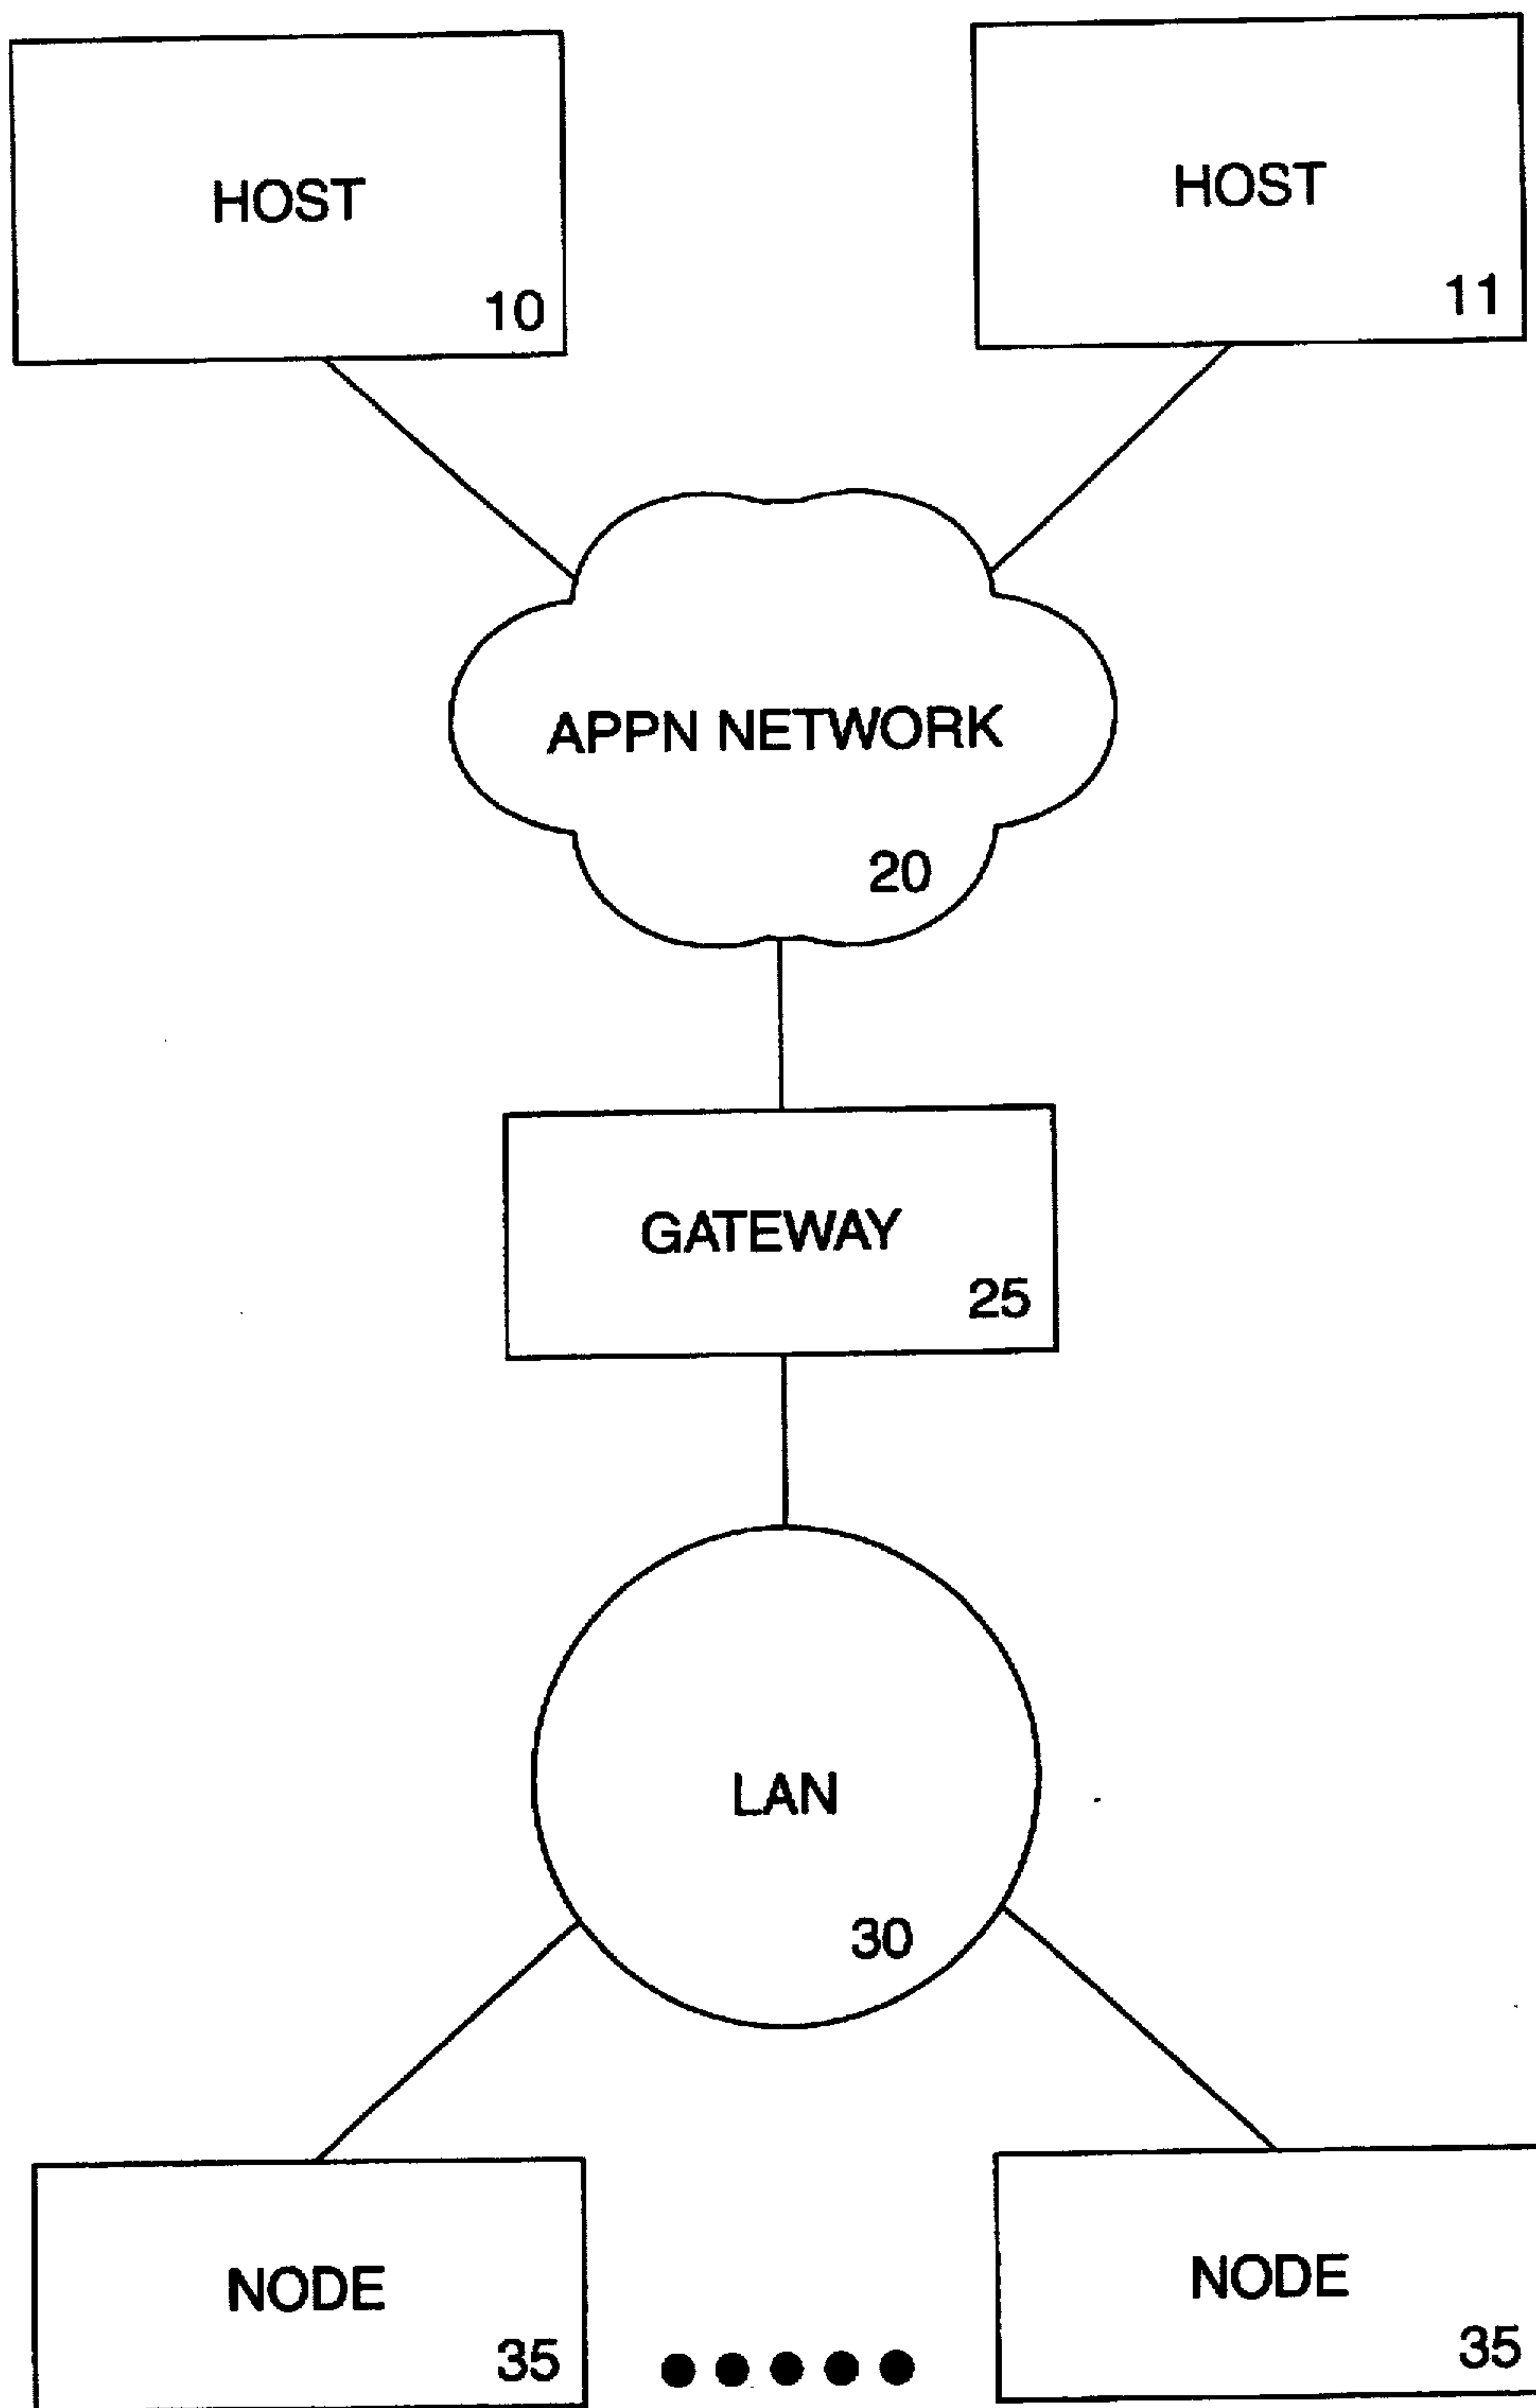 HOST
10
HOST
11
APPN NETWORK
20
GATEWAY
25
LAN
30
NODE
35
NODE
35